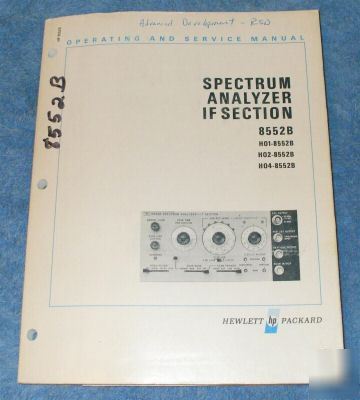 Advanced Development - R&D
OPERATING AND SERVICE MANUAL
8552B
SPECTRUM
ANALYZER
IF SECTION
8552B
H01-8552B
H02-8552B
H04-8552B
HEWLETT hp PACKARD